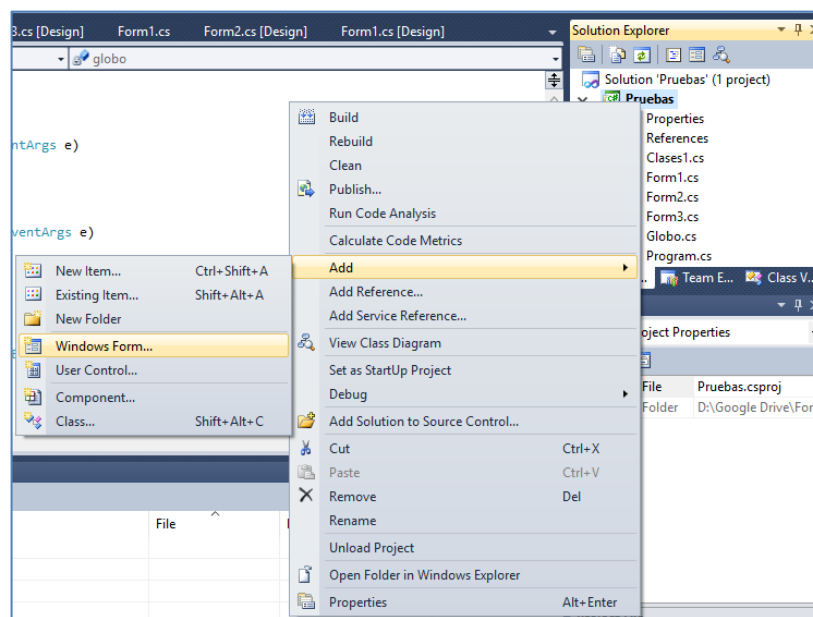 3.cs [Design] Form1.cs Form2.cs [Design] Form1.cs [Design]
globo
ntArgs e)
ventArgs e)
Solution Explorer
Solution 'Pruebas' (1 project)
Pruebas
Properties
References
Clases1.cs
Form1.cs
Form2.cs
Form3.cs
Globo.cs
Program.cs
Team E... Class V...
oject Properties
File Pruebas.csproj
Folder D:\Google Drive\For
Build
Rebuild
Clean
Publish...
Run Code Analysis
Calculate Code Metrics
Add
Add Reference...
Add Service Reference...
View Class Diagram
Set as StartUp Project
Debug
Add Solution to Source Control...
Cut Ctrl+X
Paste Ctrl+V
Remove Del
Rename
Unload Project
Open Folder in Windows Explorer
Properties Alt+Enter
New Item... Ctrl+Shift+A
Existing Item... Shift+Alt+A
New Folder
Windows Form...
User Control...
Component...
Class... Shift+Alt+C
File